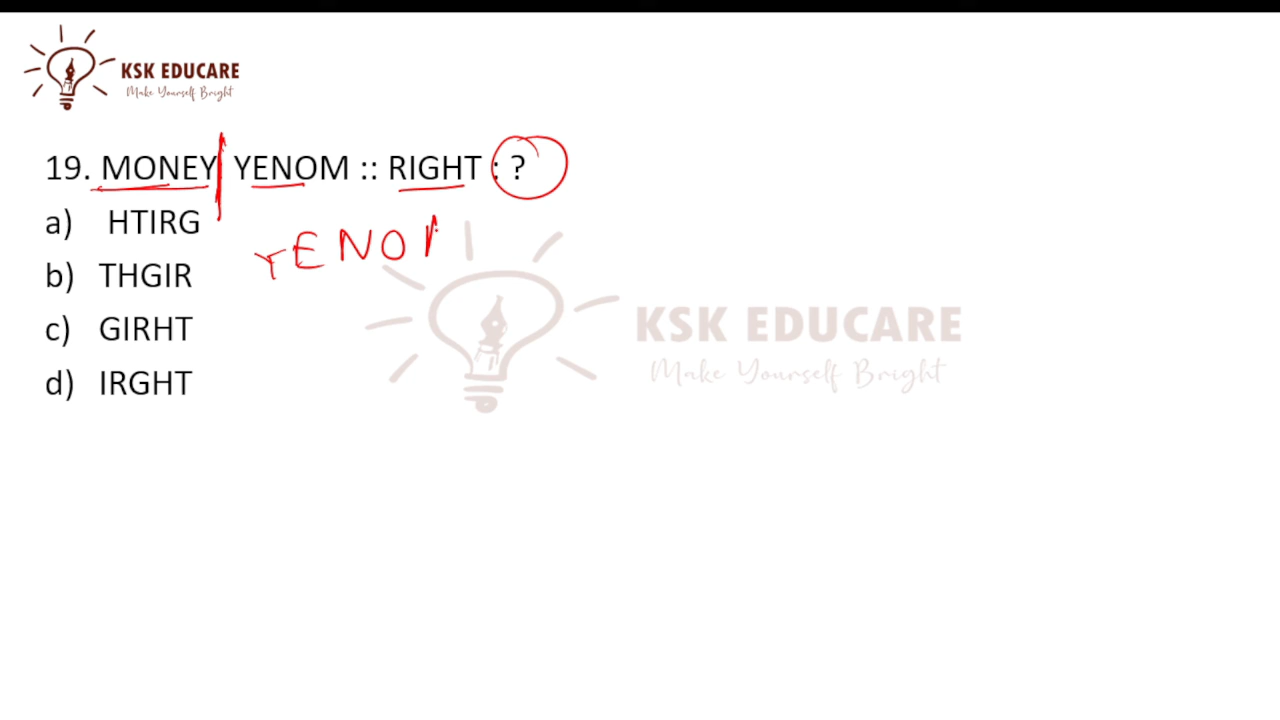 KSK EDUCARE
Make Yourself Bright
19. MONEY YENOM :: RIGHT : ?
a) HTIRG
YENO
b) THGIR
c) GIRHT
d) IRGHT
KSK EDUCARE
Make Yourself Bright